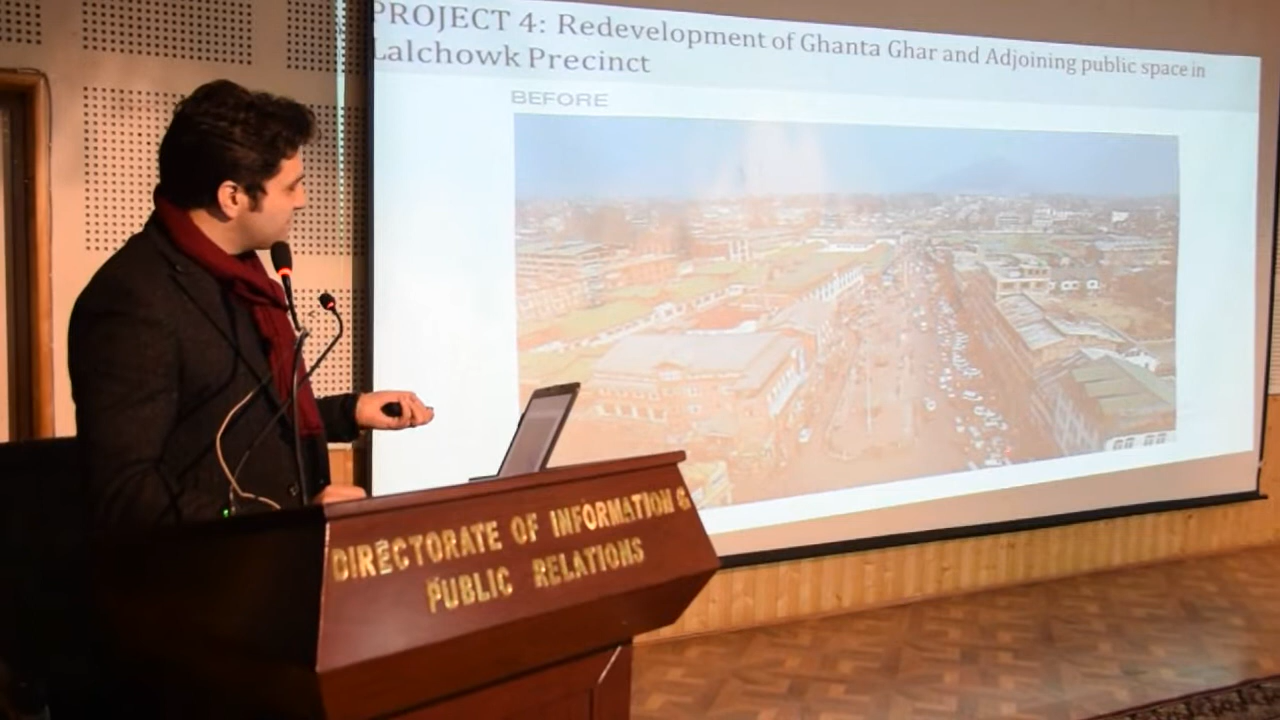 PROJECT 4: Redevelopment of Ghanta Ghar and Adjoining public space in
Lalchowk Precinct
BEFORE
DIRECTORATE OF INFORMATION &
PUBLIC RELATIONS